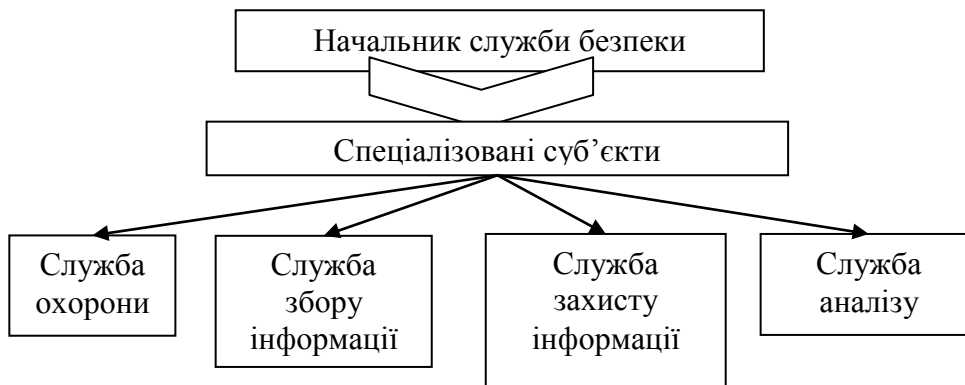 Начальник служби безпеки
Спеціалізовані суб’єкти
Служба
охорони
Служба
збору
інформації
Служба
захисту
інформації
Служба
аналізу